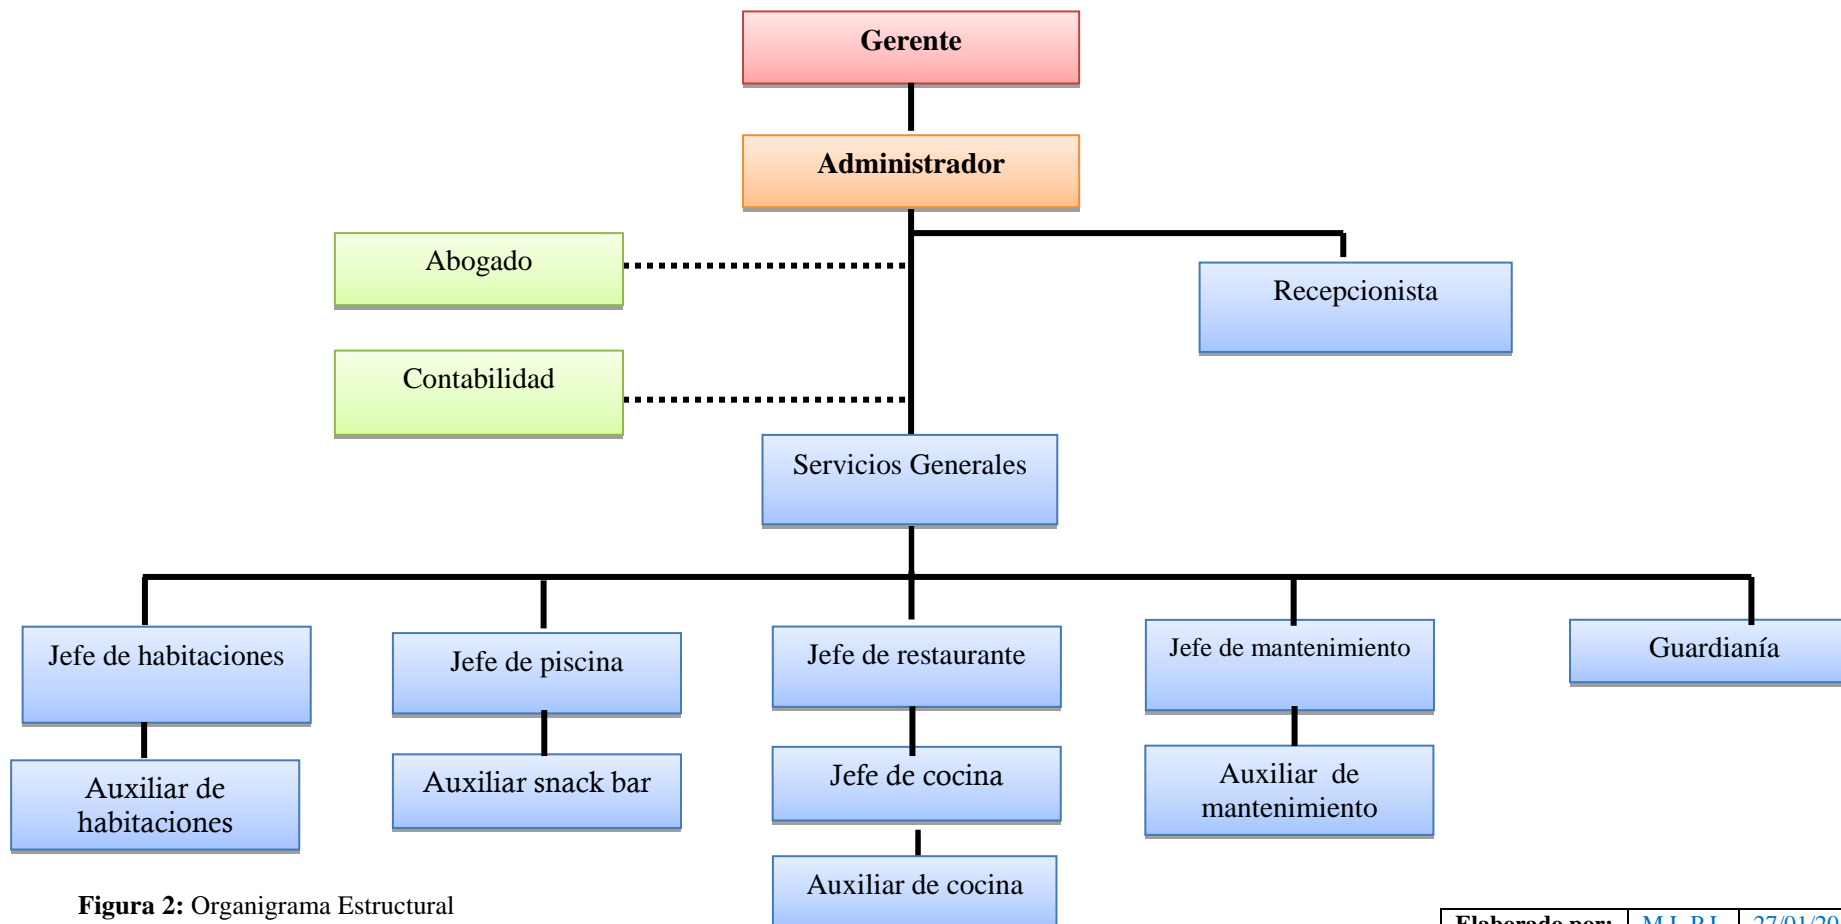 Gerente
Administrador
Abogado
Recepcionista
Contabilidad
Servicios Generales
Jefe de habitaciones
Jefe de piscina
Jefe de restaurante
Jefe de mantenimiento
Guardianía
Auxiliar de
habitaciones
Auxiliar snack bar
Jefe de cocina
Auxiliar de
mantenimiento
Auxiliar de cocina
Figura 2: Organigrama Estructural
Elaborado por: